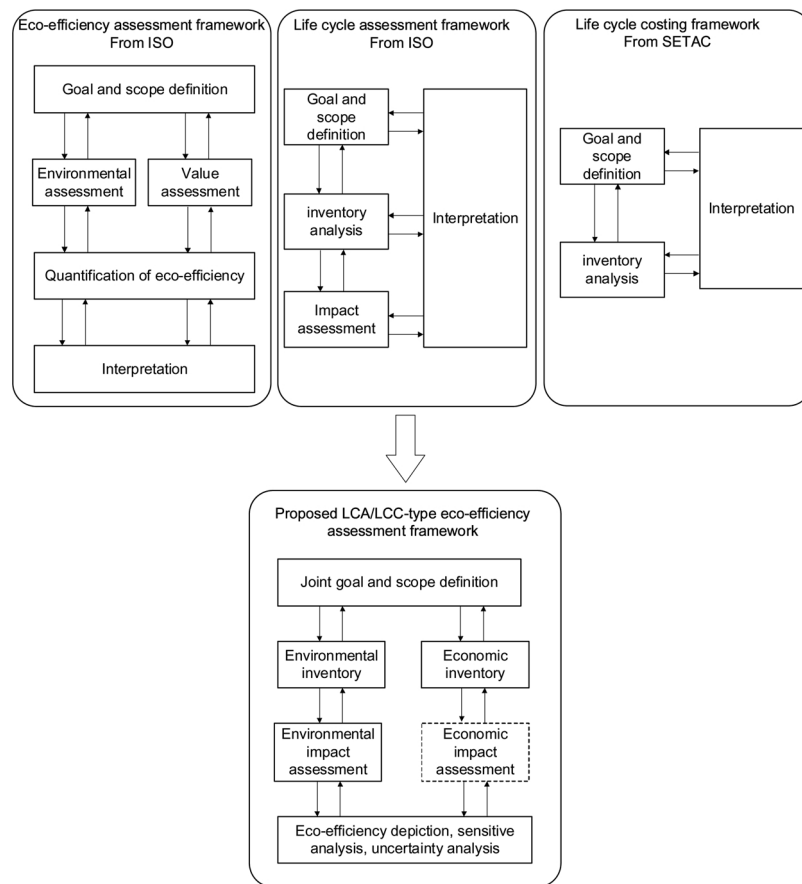 Eco-efficiency assessment framework
From ISO
Goal and scope definition
Environmental
assessment
Value
assessment
Quantification of eco-efficiency
Interpretation
Life cycle assessment framework
From ISO
Goal and
scope
definition
inventory
analysis
Impact
assessment
Interpretation
Life cycle costing framework
From SETAC
Goal and
scope
definition
inventory
analysis
Interpretation
Proposed LCA/LCC-type eco-efficiency
assessment framework
Joint goal and scope definition
Environmental
inventory
Economic
inventory
Environmental
impact
assessment
Economic
impact
assessment
Eco-efficiency depiction, sensitive
analysis, uncertainty analysis